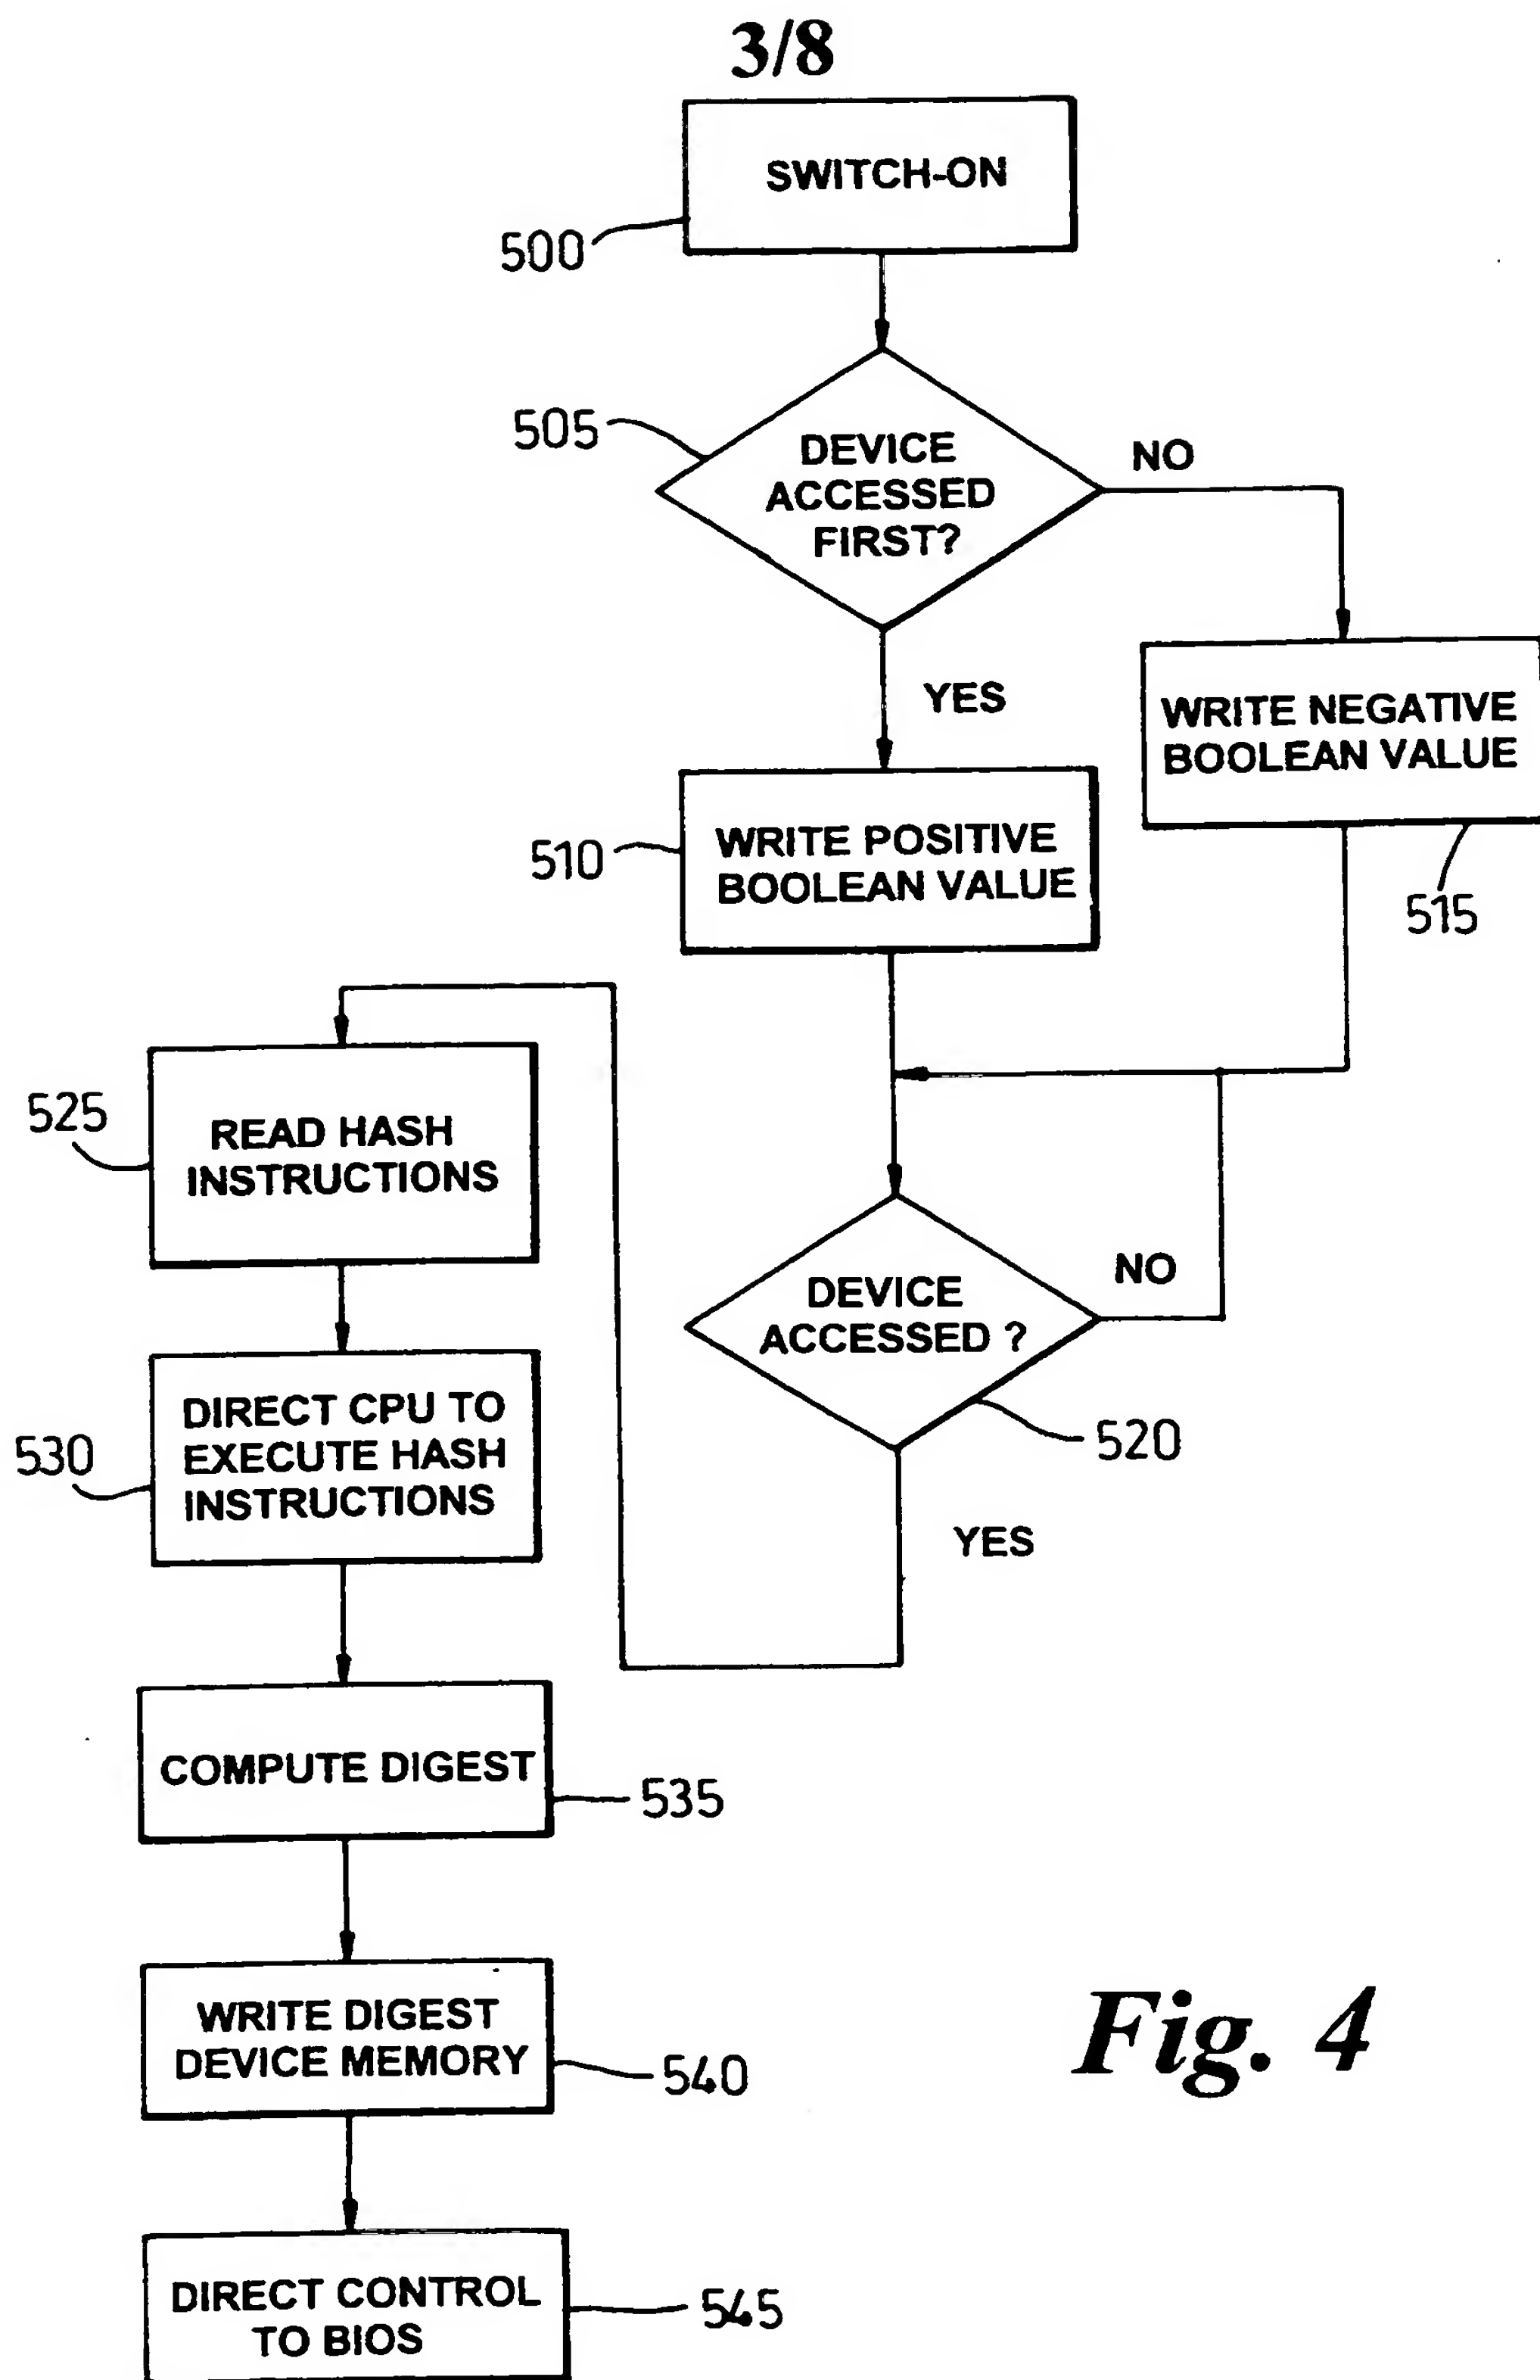 3/8
SWITCH-ON
500
505
DEVICE
ACCESSED
FIRST?
NO
YES
WRITE NEGATIVE
BOOLEAN VALUE
515
510
WRITE POSITIVE
BOOLEAN VALUE
525
READ HASH
INSTRUCTIONS
DEVICE
ACCESSED ?
NO
520
YES
530
DIRECT CPU TO
EXECUTE HASH
INSTRUCTIONS
COMPUTE DIGEST
535
WRITE DIGEST
DEVICE MEMORY
540
DIRECT CONTROL
TO BIOS
545
Fig. 4